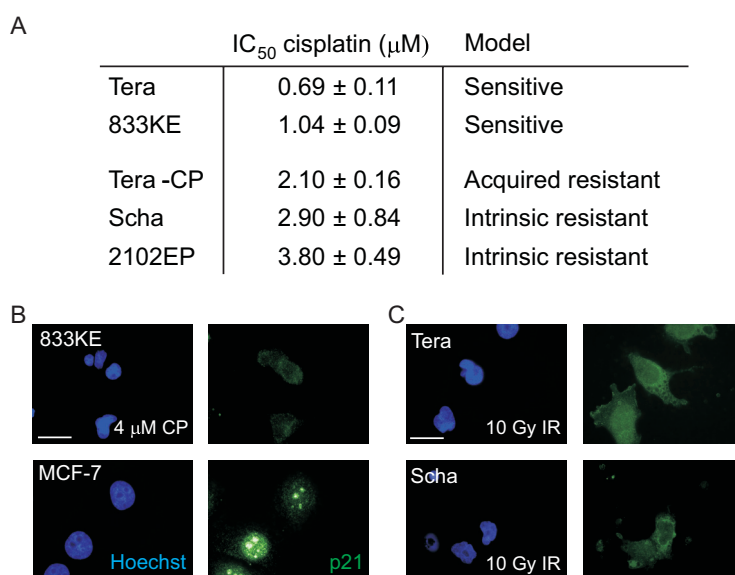 A
IC50 cisplatin (μM) Model
Tera 0.69 ± 0.11 Sensitive
833KE 1.04 ± 0.09 Sensitive
Tera -CP 2.10 ± 0.16 Acquired resistant
Scha 2.90 ± 0.84 Intrinsic resistant
2102EP 3.80 ± 0.49 Intrinsic resistant
B
833KE
4 μM CP
MCF-7
Hoechst
p21
C
Tera
10 Gy IR
Scha
10 Gy IR